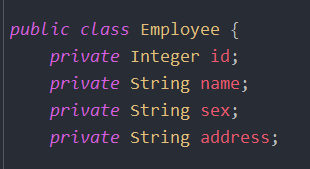 public class Employee {
    private Integer id;
    private String name;
    private String sex;
    private String address;